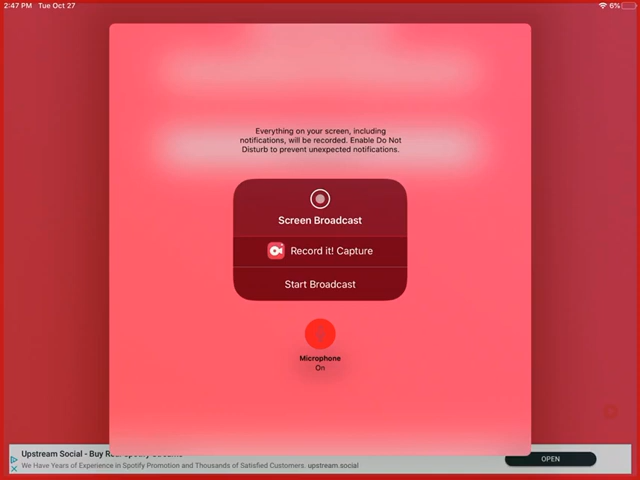 2:47 PM Tue Oct 27
6%
Everything on your screen, including
notifications, will be recorded. Enable Do Not
Disturb to prevent unexpected notifications.
Screen Broadcast
Record it! Capture
Start Broadcast
Microphone
On
Upstream Social - Buy
We Have Years of Experience in Spotify Promotion and Thousands of Satisfied Customers. upstream.social
OPEN